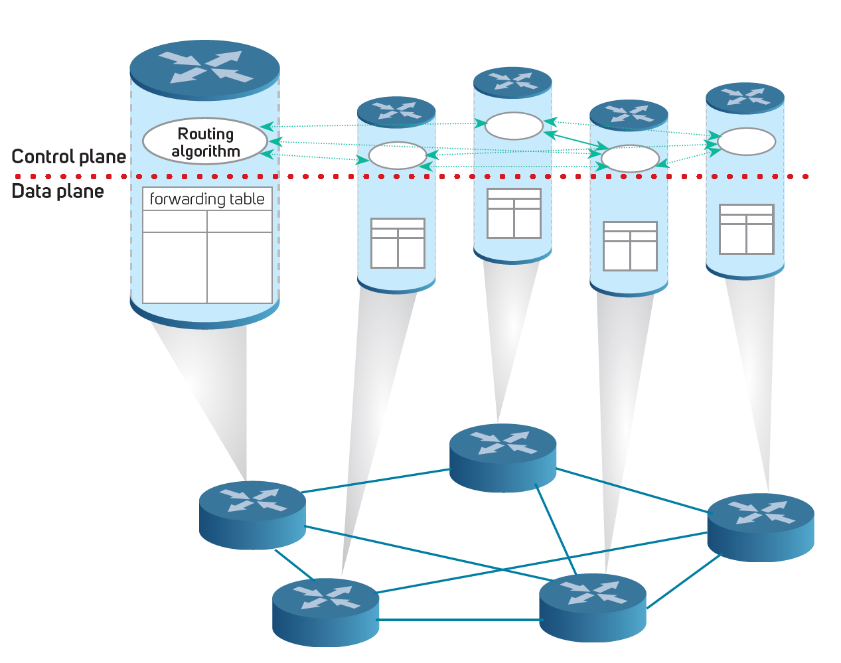 Routing
algorithm
Control plane
Data plane
forwarding table